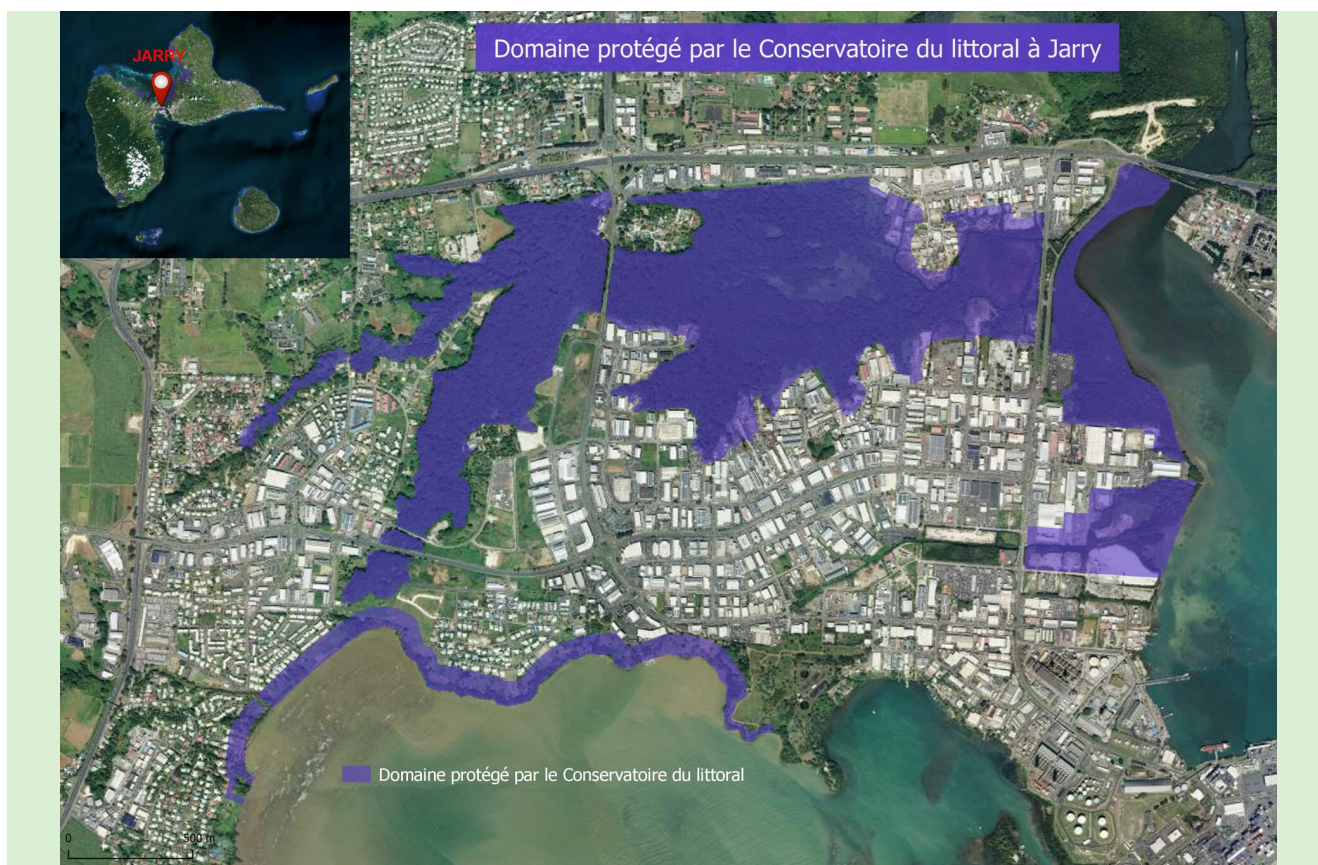 JARRY
Domaine protégé par le Conservatoire du littoral à Jarry
Domaine protégé par le Conservatoire du littoral
0 500 m